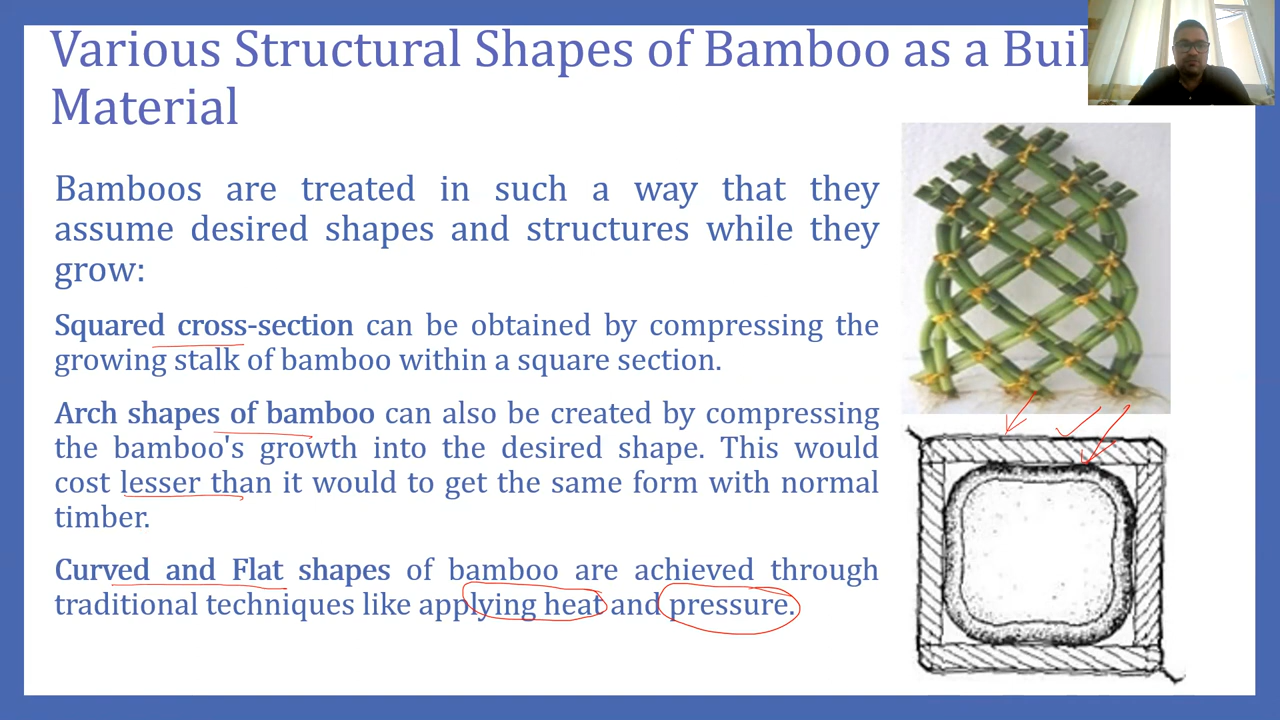 Various Structural Shapes of Bamboo as a
Material
Bamboos are treated in such a way that they
assume desired shapes and structures while they
grow:
Squared cross-section can be obtained by compressing the
growing stalk of bamboo within a square section.
Arch shapes of bamboo can also be created by compressing
the bamboo's growth into the desired shape. This would
cost lesser than it would to get the same form with normal
timber.
Curved and Flat shapes of bamboo are achieved through
traditional techniques like applying heat and pressure.